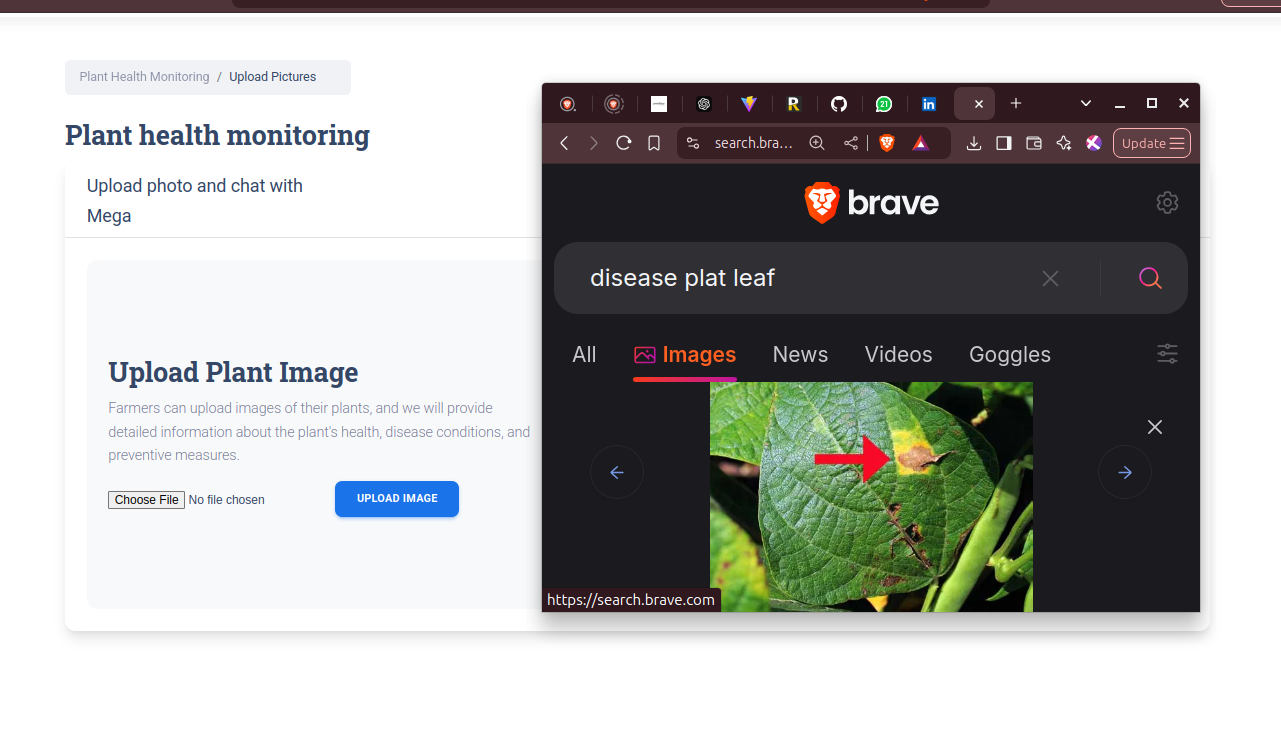 Plant Health Monitoring / Upload Pictures
Plant health monitoring
Upload photo and chat with
Mega
Upload Plant Image
Farmers can upload images of their plants, and we will provide
detailed information about the plant's health, disease conditions, and
preventive measures.
Choose File No file chosen
UPLOAD IMAGE
R
21
in
search.bra...
Update
brave
disease plat leaf
All
Images
News
Videos
Goggles
https://search.brave.com